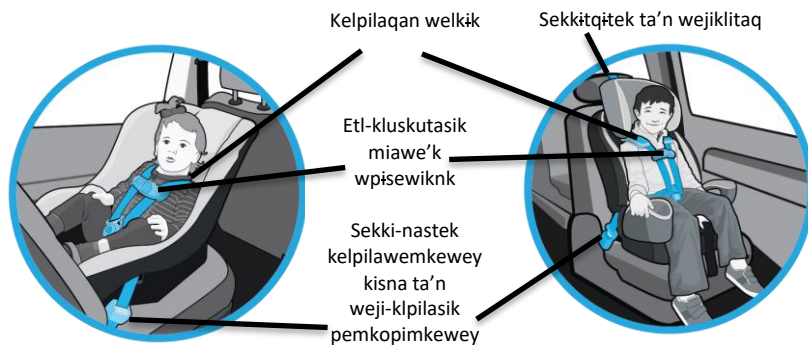 Kelpilaqan welkɨk
Sekkɨtqɨtek ta’n wejiklitaq
Etl-kluskutasik
miawe’k
wpɨsewiknk
Sekki-nastek
kelpilawemkewey
kisna ta’n
weji-klpilasik
pemkopimkewey